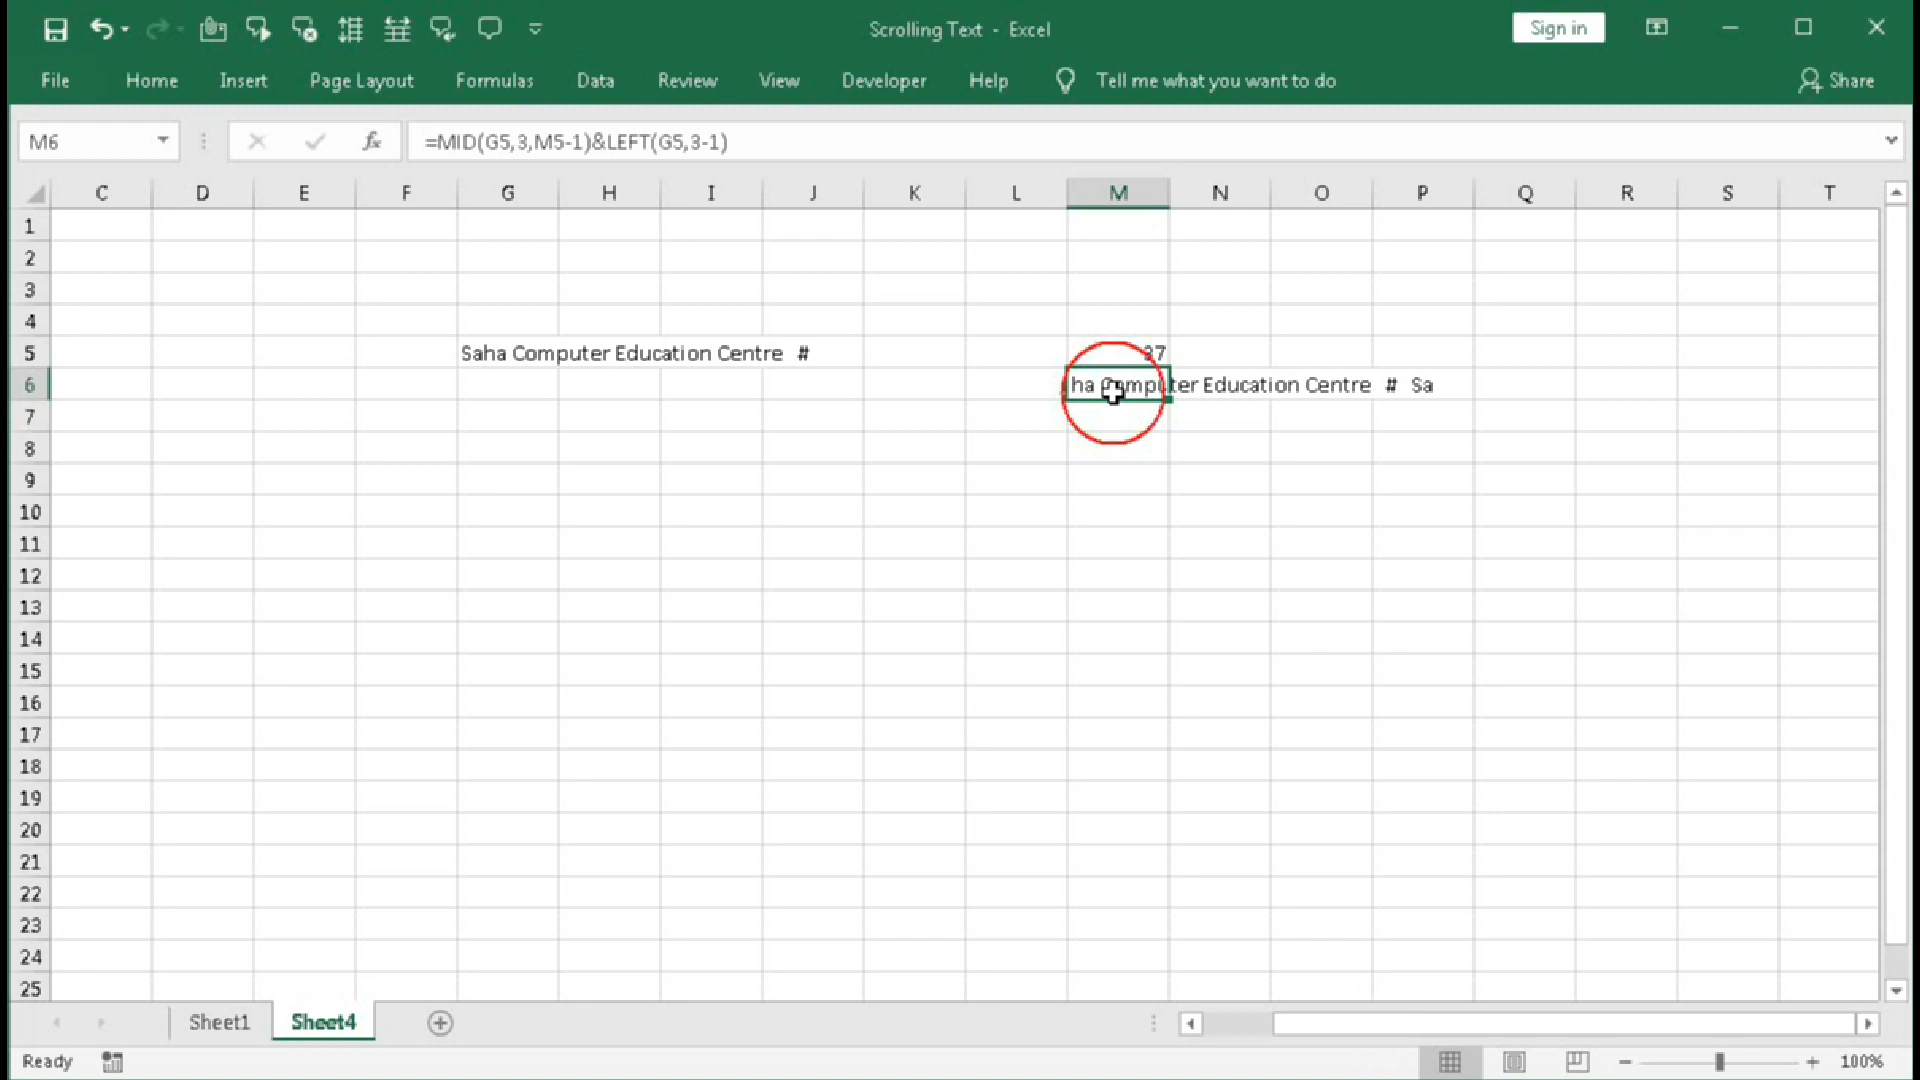 Scrolling Text - Excel
Sign in
File Home Insert Page Layout Formulas Data Review View Developer Help Tell me what you want to do Share
M6 fx =MID(G5,3,M5-1)&LEFT(G5,3-1)
C D E F G H I J K L M N O P Q R S T
1
2
3
4
5 Saha Computer Education Centre # 37
6 ha Computer Education Centre # Sa
7
8
9
10
11
12
13
14
15
16
17
18
19
20
21
22
23
24
25
Sheet1 Sheet4
Ready 100%